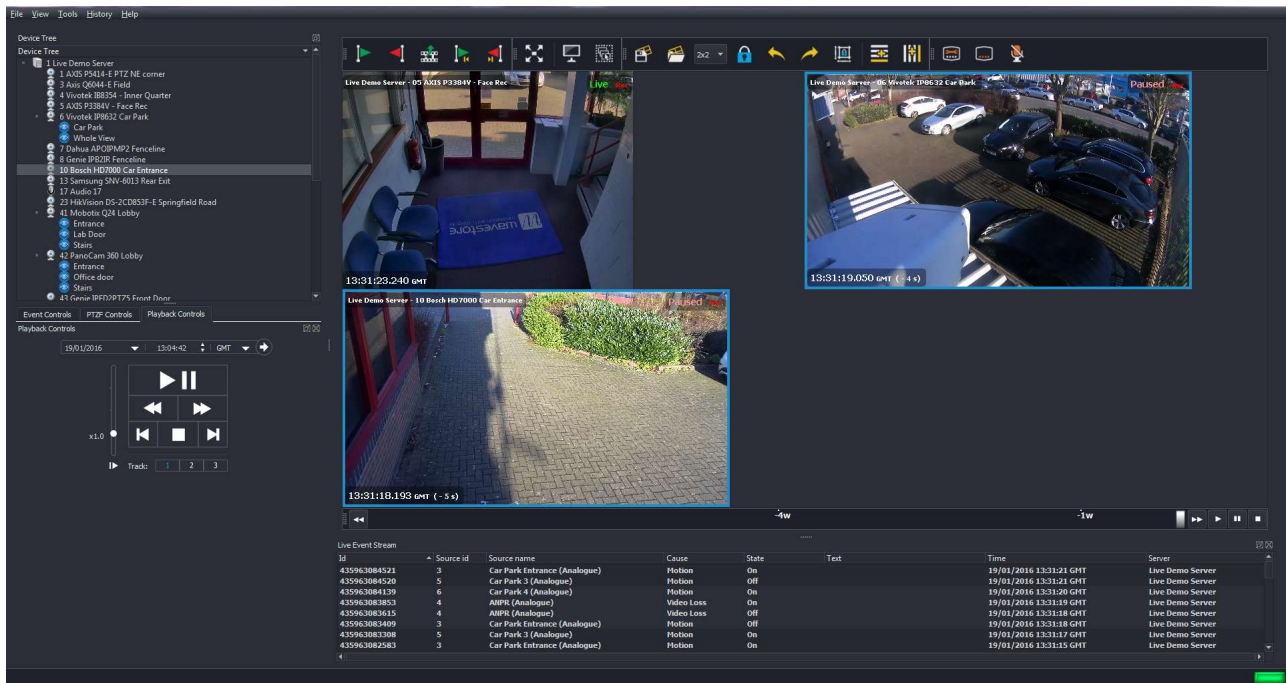 File View Tools History Help
Device Tree
Device Tree
1 Live Demo Server
1 AXIS P5414-E PTZ NE corner
3 Axis Q6044-E Field
4 Vivotek IB8354 - Inner Quarter
5 AXIS P3384V - Face Rec
6 Vivotek IP8632 Car Park
Car Park
Whole View
7 Dahua APOIPMP2 Fenceline
8 Genie IPB2IR Fenceline
10 Bosch HD7000 Car Entrance
13 Samsung SNV-6013 Rear Exit
17 Audio 17
23 HikVision DS-2CD853F-E Springfield Road
41 Mobotix Q24 Lobby
Entrance
Lab Door
Stairs
42 PanoCam 360 Lobby
Entrance
Office door
Stairs
43 Genie IPED2PTZ5 Front Door
Event Controls PTZF Controls Playback Controls
Playback Controls
19/01/2016 13:04:42 GMT
x1.0
Track: 1 2 3
2x2
Live Demo Server - 05 AXIS P3384V - Face Rec Live Rec
wavestore
13:31:23.240 GMT
Live Demo Server - 06 Vivotek IP8632 Car Park Paused Rec
13:31:19.050 GMT ( - 4 s)
Live Demo Server - 10 Bosch HD7000 Car Entrance Paused Rec
13:31:18.193 GMT ( - 5 s)
-4w -1w
Live Event Stream
Id Source id Source name Cause State Text Time Server
435963084521 3 Car Park Entrance (Analogue) Motion On 19/01/2016 13:31:21 GMT Live Demo Server
435963084520 5 Car Park 3 (Analogue) Motion Off 19/01/2016 13:31:21 GMT Live Demo Server
435963084139 6 Car Park 4 (Analogue) Motion On 19/01/2016 13:31:20 GMT Live Demo Server
435963083853 4 ANPR (Analogue) Video Loss On 19/01/2016 13:31:19 GMT Live Demo Server
435963083615 4 ANPR (Analogue) Video Loss Off 19/01/2016 13:31:18 GMT Live Demo Server
435963083409 3 Car Park Entrance (Analogue) Motion Off 19/01/2016 13:31:18 GMT Live Demo Server
435963083308 5 Car Park 3 (Analogue) Motion On 19/01/2016 13:31:17 GMT Live Demo Server
435963082583 3 Car Park Entrance (Analogue) Motion On 19/01/2016 13:31:15 GMT Live Demo Server